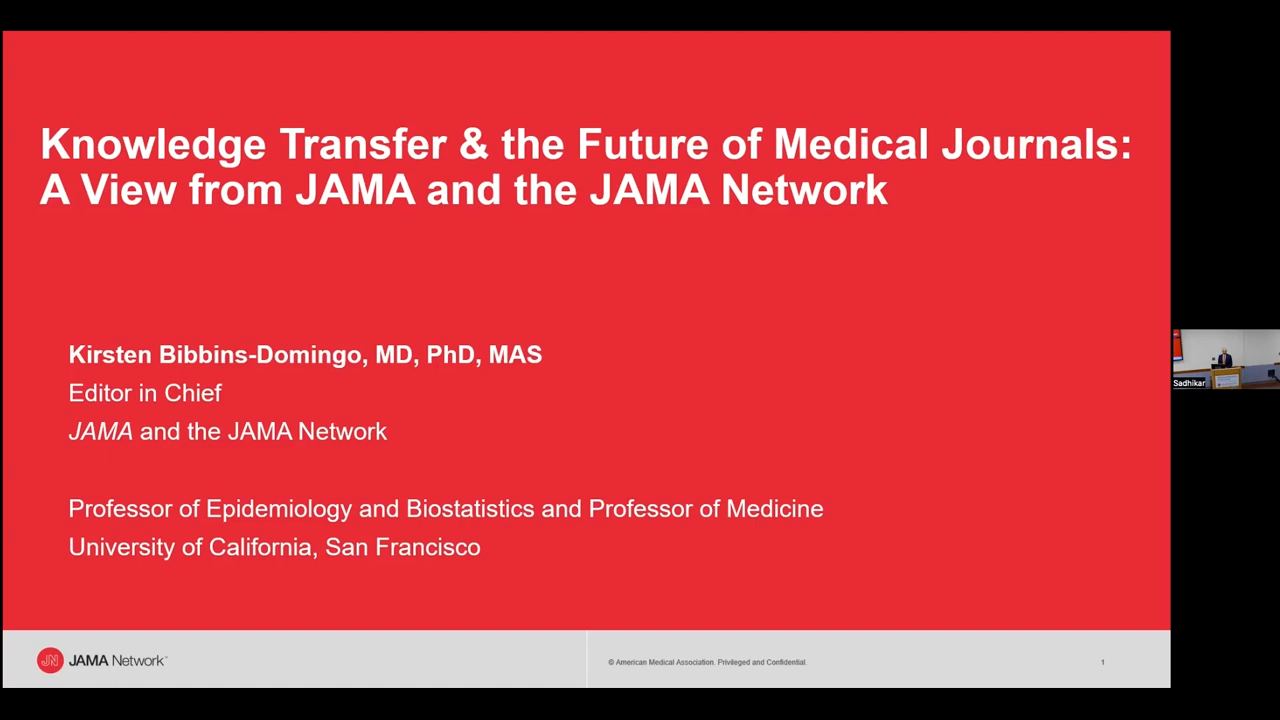 Knowledge Transfer & the Future of Medical Journals:
A View from JAMA and the JAMA Network
Kirsten Bibbins-Domingo, MD, PhD, MAS
Editor in Chief
JAMA and the JAMA Network
Professor of Epidemiology and Biostatistics and Professor of Medicine
University of California, San Francisco
Sadhikar
JN JAMA Network™
© American Medical Association. Privileged and Confidential.
1